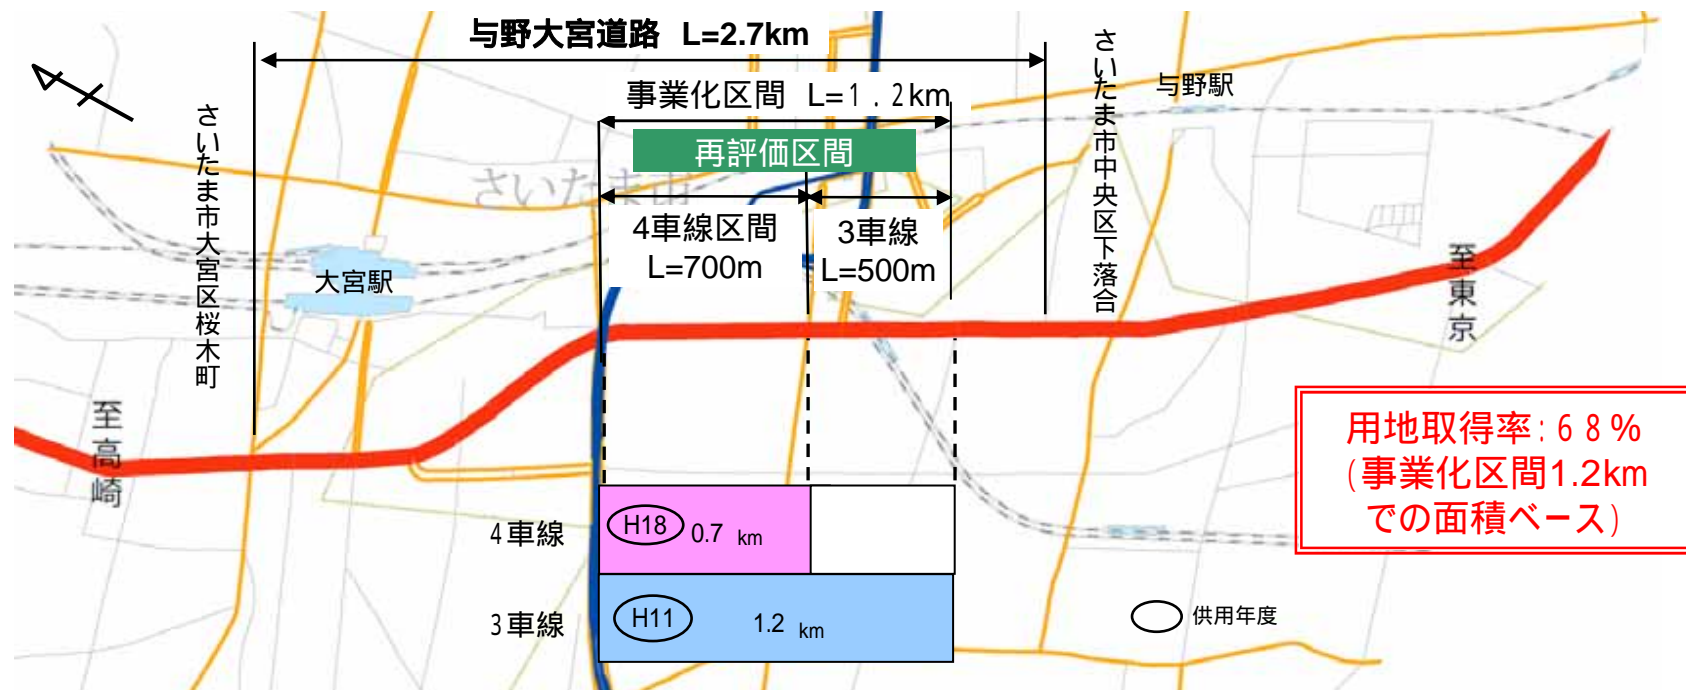 与野大宮道路 L=2.7km
事業化区間 L=1.2km
再評価区間
4車線区間
L=700m
3車線
L=500m
さいたま市
さいたま市大宮区桜木町
さいたま市中央区下落合
与野駅
大宮駅
至東京
至高崎
用地取得率:68%
(事業化区間1.2km
での面積ベース)
4車線
H18 0.7 km
3車線
H11 1.2 km
供用年度